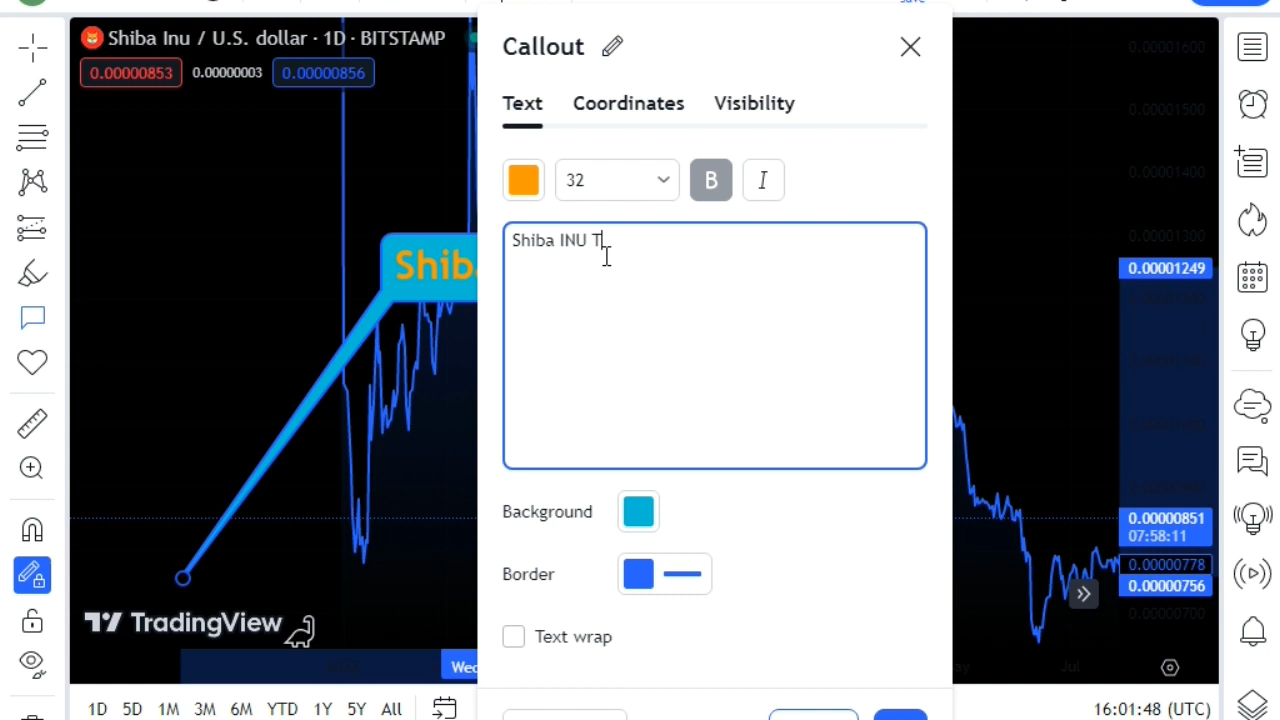 save
Shiba Inu / U.S. dollar · 1D · BITSTAMP
0.00000853 0.00000003 0.00000856
Callout
Text Coordinates Visibility
32 B I
Shiba INU T
Shib
Background
Border
Text wrap
TradingView
0.00001600
0.00001500
0.00001400
0.00001300
0.00001249
0.00000851
07:58:11
0.00000778
0.00000756
0.00000700
Wed
Jul
1D 5D 1M 3M 6M YTD 1Y 5Y All
16:01:48 (UTC)